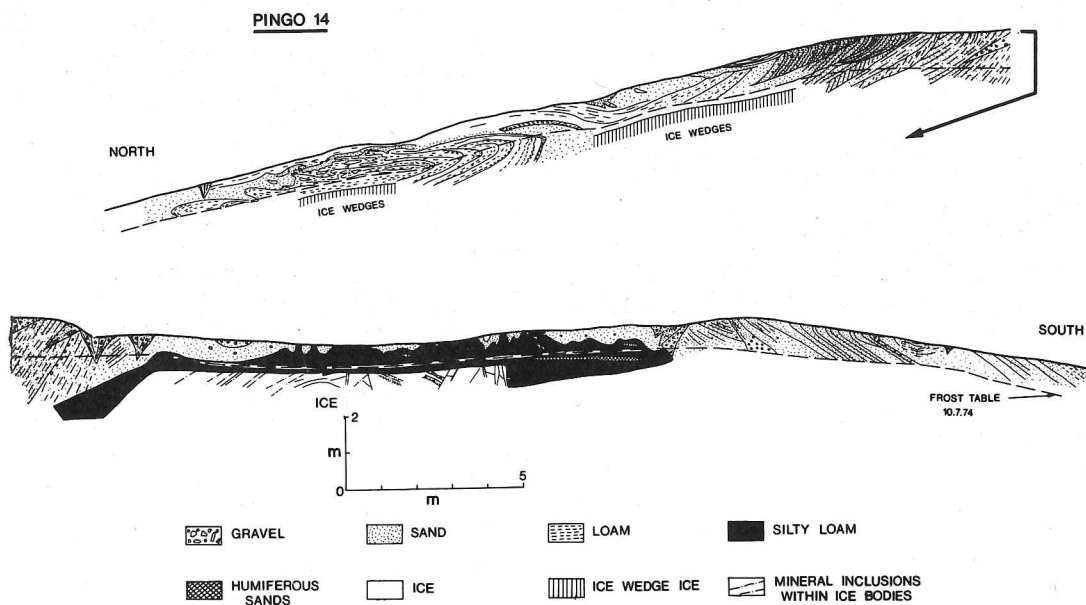 PINGO 14
NORTH
ICE WEDGES
ICE WEDGES
SOUTH
FROST TABLE
10.7.74
ICE
2
m
0
5
m
GRAVEL
SAND
LOAM
SILTY LOAM
HUMIFEROUS
SANDS
ICE
ICE WEDGE ICE
MINERAL INCLUSIONS
WITHIN ICE BODIES